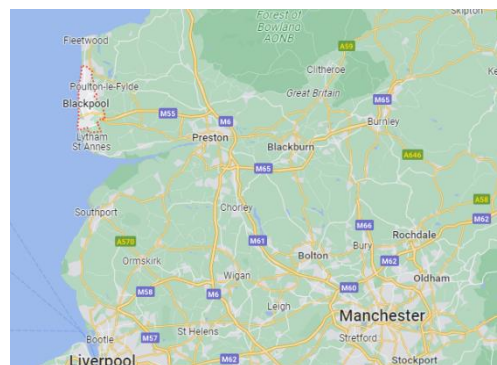 Forest of
Bowland
AONB
Skipton
Fleetwood
A59
Clitheroe
Poulton-le-Fylde
Great Britain
M65
Blackpool
M55
M6
Burnley
Preston
Blackburn
Lytham
St Annes
A646
M65
A58
Chorley
Southport
M62
M66
Rochdale
A570
M61
Bury
Bolton
Ormskirk
M62
Wigan
Oldham
M58
M6
M60
Leigh
Manchester
Bootle
M57
St Helens
Stretford
Liverpool
M62
Stockport